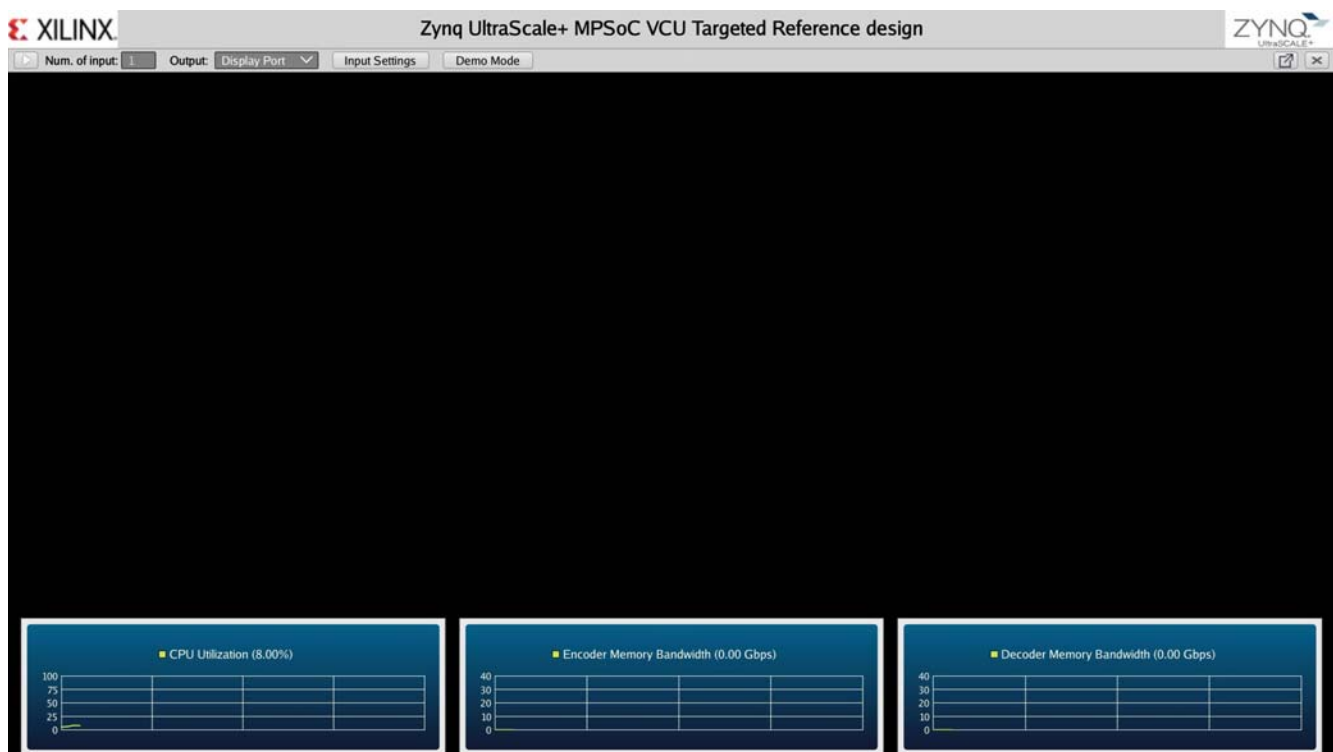 XILINX
Zynq UltraScale+ MPSoC VCU Targeted Reference design
ZYNQ
UltraSCALE+
Num. of input: 1 Output: Display Port Input Settings Demo Mode
CPU Utilization (8.00%)
100
75
50
25
0
Encoder Memory Bandwidth (0.00 Gbps)
40
30
20
10
0
Decoder Memory Bandwidth (0.00 Gbps)
40
30
20
10
0